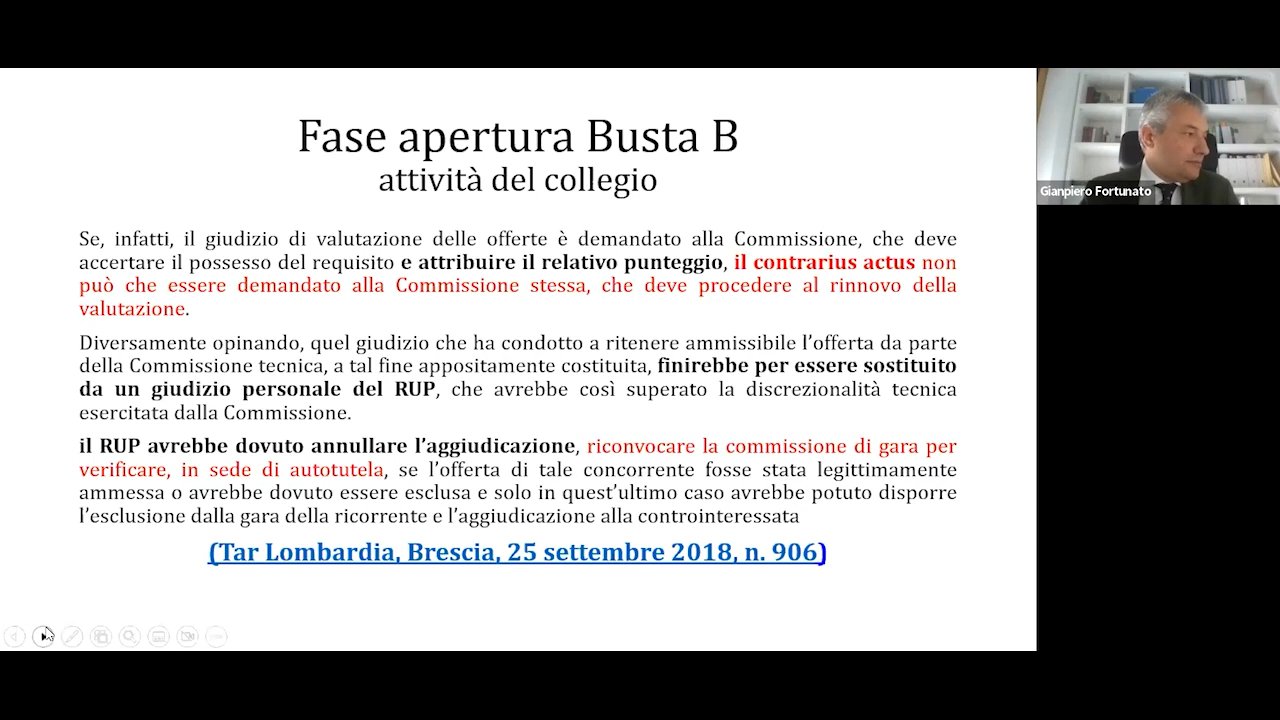 Fase apertura Busta B
attività del collegio
Se, infatti, il giudizio di valutazione delle offerte è demandato alla Commissione, che deve
accertare il possesso del requisito e attribuire il relativo punteggio, il contrarius actus non
può che essere demandato alla Commissione stessa, che deve procedere al rinnovo della
valutazione.
Diversamente opinando, quel giudizio che ha condotto a ritenere ammissibile l’offerta da parte
della Commissione tecnica, a tal fine appositamente costituita, finirebbe per essere sostituito
da un giudizio personale del RUP, che avrebbe così superato la discrezionalità tecnica
esercitata dalla Commissione.
il RUP avrebbe dovuto annullare l’aggiudicazione, riconvocare la commissione di gara per
verificare, in sede di autotutela, se l’offerta di tale concorrente fosse stata legittimamente
ammessa o avrebbe dovuto essere esclusa e solo in quest’ultimo caso avrebbe potuto disporre
l’esclusione dalla gara della ricorrente e l’aggiudicazione alla controinteressata
(Tar Lombardia, Brescia, 25 settembre 2018, n. 906)
Gianpiero Fortunato